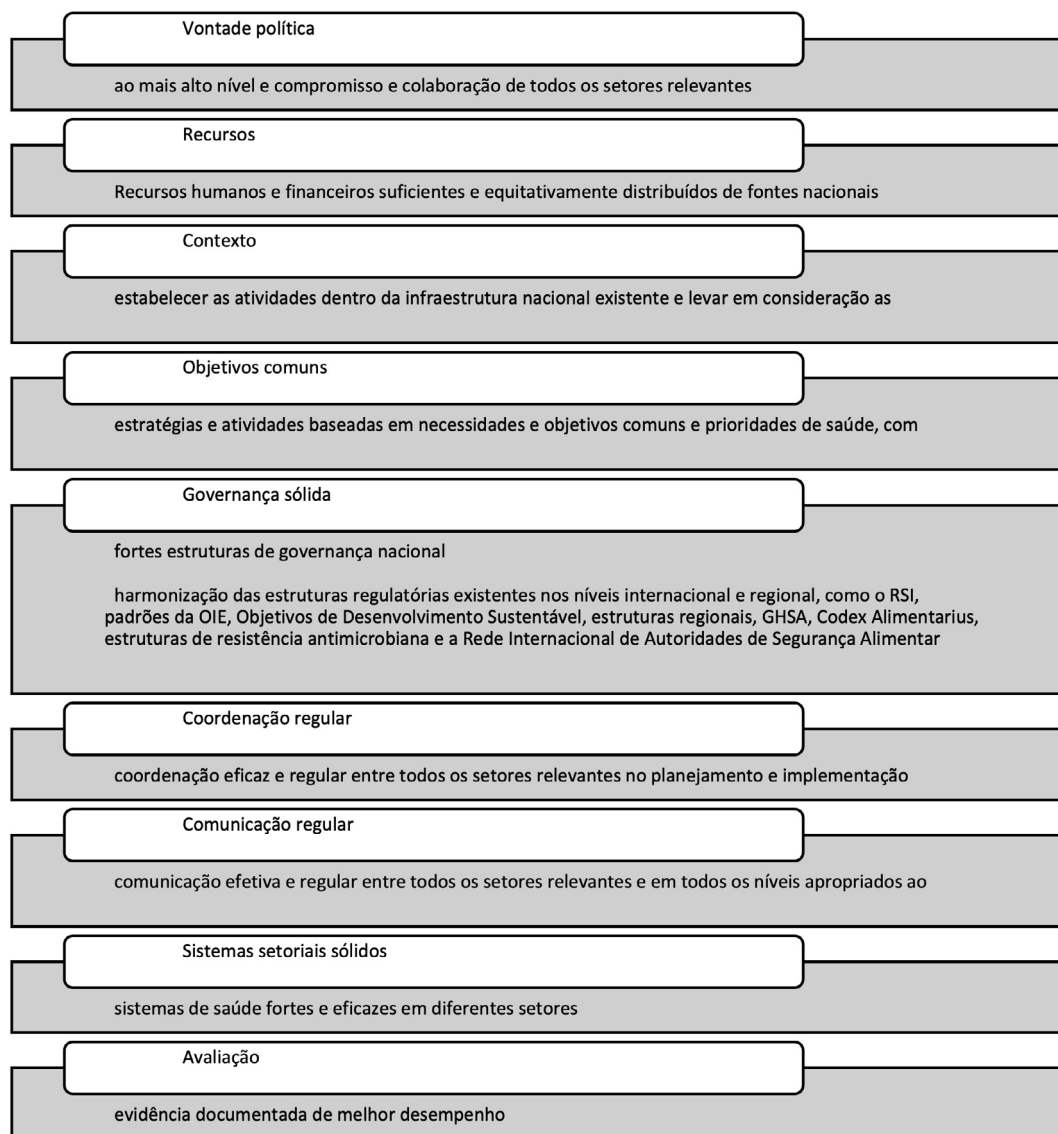 Vontade política
ao mais alto nível e compromisso e colaboração de todos os setores relevantes
Recursos
Recursos humanos e financeiros suficientes e equitativamente distribuídos de fontes nacionais
Contexto
estabelecer as atividades dentro da infraestrutura nacional existente e levar em consideração as
Objetivos comuns
estratégias e atividades baseadas em necessidades e objetivos comuns e prioridades de saúde, com
Governança sólida
fortes estruturas de governança nacional
harmonização das estruturas regulatórias existentes nos níveis internacional e regional, como o RSI,
padrões da OIE, Objetivos de Desenvolvimento Sustentável, estruturas regionais, GHSA, Codex Alimentarius,
estruturas de resistência antimicrobiana e a Rede Internacional de Autoridades de Segurança Alimentar
Coordenação regular
coordenação eficaz e regular entre todos os setores relevantes no planejamento e implementação
Comunicação regular
comunicação efetiva e regular entre todos os setores relevantes e em todos os níveis apropriados ao
Sistemas setoriais sólidos
sistemas de saúde fortes e eficazes em diferentes setores
Avaliação
evidência documentada de melhor desempenho